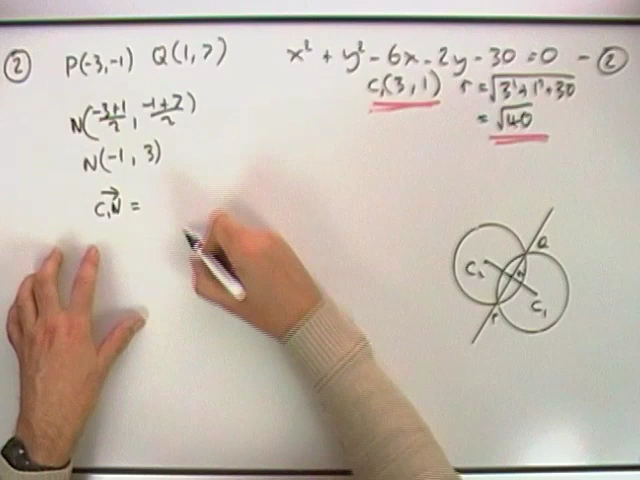 ② P(-3,-1) Q(1,7)
x² + y² - 6x - 2y - 30 = 0 - ②
C₁(3,1) r = √3²+1²+30
= √40
N(-3+1/2, -1+7/2)
N(-1,3)
C₁N =
Q
C₂
N
P
C₁